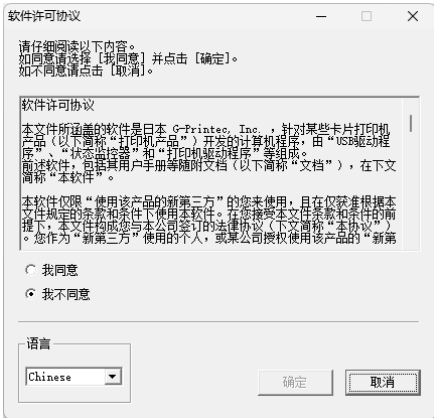 软件许可协议
请仔细阅读以下内容。
如同意请选择 [我同意] 并点击 [确定]。
如不同意请点击 [取消]。
软件许可协议
本文件所涵盖的软件是日本 G-Printec, Inc. ，针对某些卡片打印机
产品（以下简称“打印机产品”）开发的计算机程序，由“USB驱动程
序”、“状态监控器”和“打印机驱动程序”等组成。
前述软件，包括其用户手册等随附文档（以下简称“文档”），在下文
简称“本软件”。
本软件仅限“使用该产品的新第三方”的您来使用，且在仅获准根据本
文件规定的条款和条件下使用本软件。在您接受本文件条款和条件的前
提下，本文件构成您与本公司签订的法律协议（下文简称“本协议”）
。您作为“新第三方”使用的个人，或某公司授权使用该产品的“新第
我同意
我不同意
语言
Chinese
确定
取消